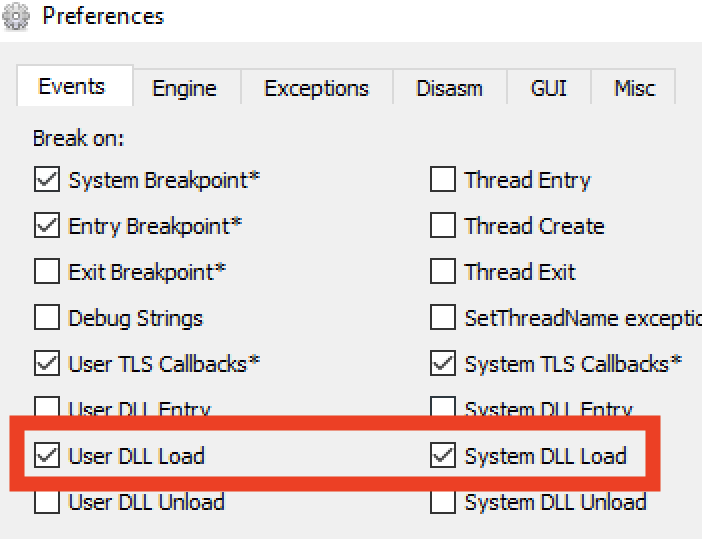 Preferences
Events Engine Exceptions Disasm GUI Misc
Break on:
System Breakpoint* Thread Entry
Entry Breakpoint* Thread Create
Exit Breakpoint* Thread Exit
Debug Strings SetThreadName exceptio
User TLS Callbacks* System TLS Callbacks*
User DLL Entry System DLL Entry
User DLL Load System DLL Load
User DLL Unload System DLL Unload